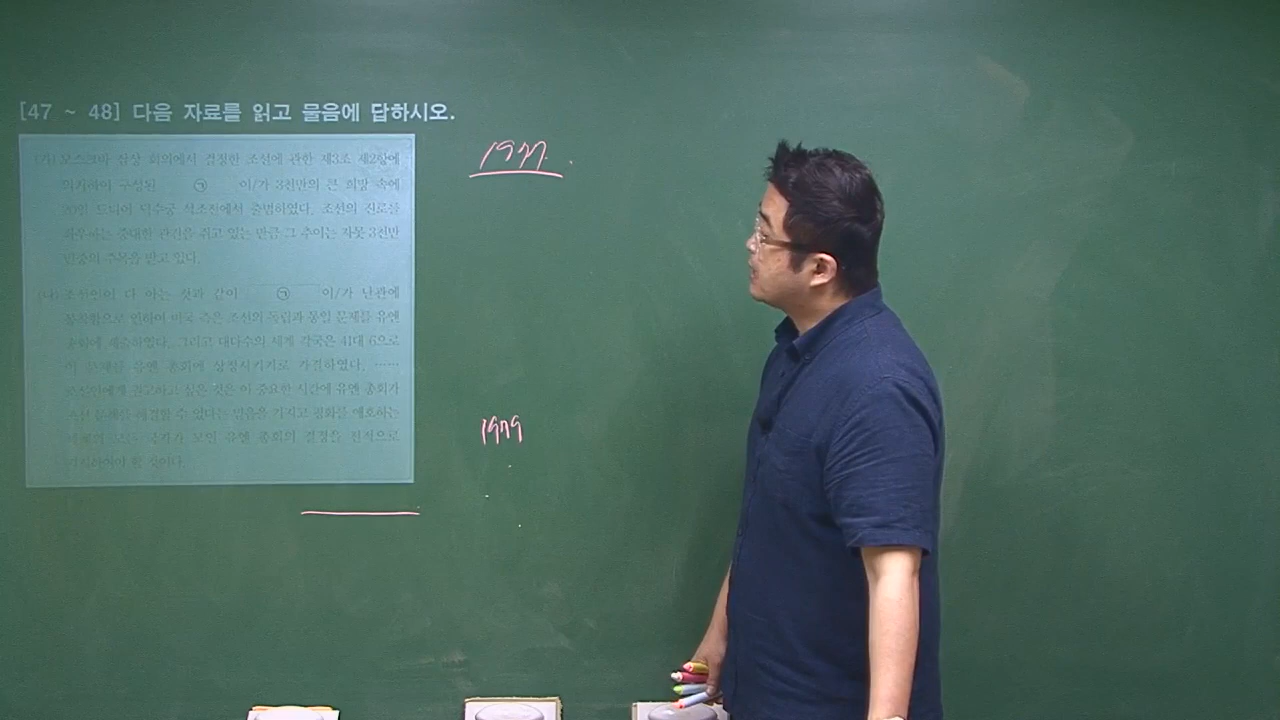 [47 ~ 48] 다음 자료를 읽고 물음에 답하시오.
(가) 모스크바 삼상 회의에서 결정한 조선에 관한 제3조 제2항에
의거하여 구성된 ㉠ 이/가 3천만의 큰 희망 속에
20일 드디어 덕수궁 석조전에서 출범하였다. 조선의 진로를
좌우하는 중대한 관건을 쥐고 있는 만큼 그 추이는 자못 3천만
민중의 주목을 받고 있다.
(나) 조선인이 다 아는 것과 같이 ㉠ 이/가 난관에
봉착함으로 인하여 미국 측은 조선의 독립과 통일 문제를 유엔
총회에 제출하였다. 그리고 대다수의 세계 각국은 41대 6으로
이 문제를 유엔 총회에 상정시키기로 가결하였다. ……
조선인에게 권고하고 싶은 것은 이 중요한 시간에 유엔 총회가
조선 문제를 해결할 수 있다는 믿음을 가지고 평화를 애호하는
세계의 모든 국가가 모인 유엔 총회의 결정을 전적으로
지지하여야 할 것이다.